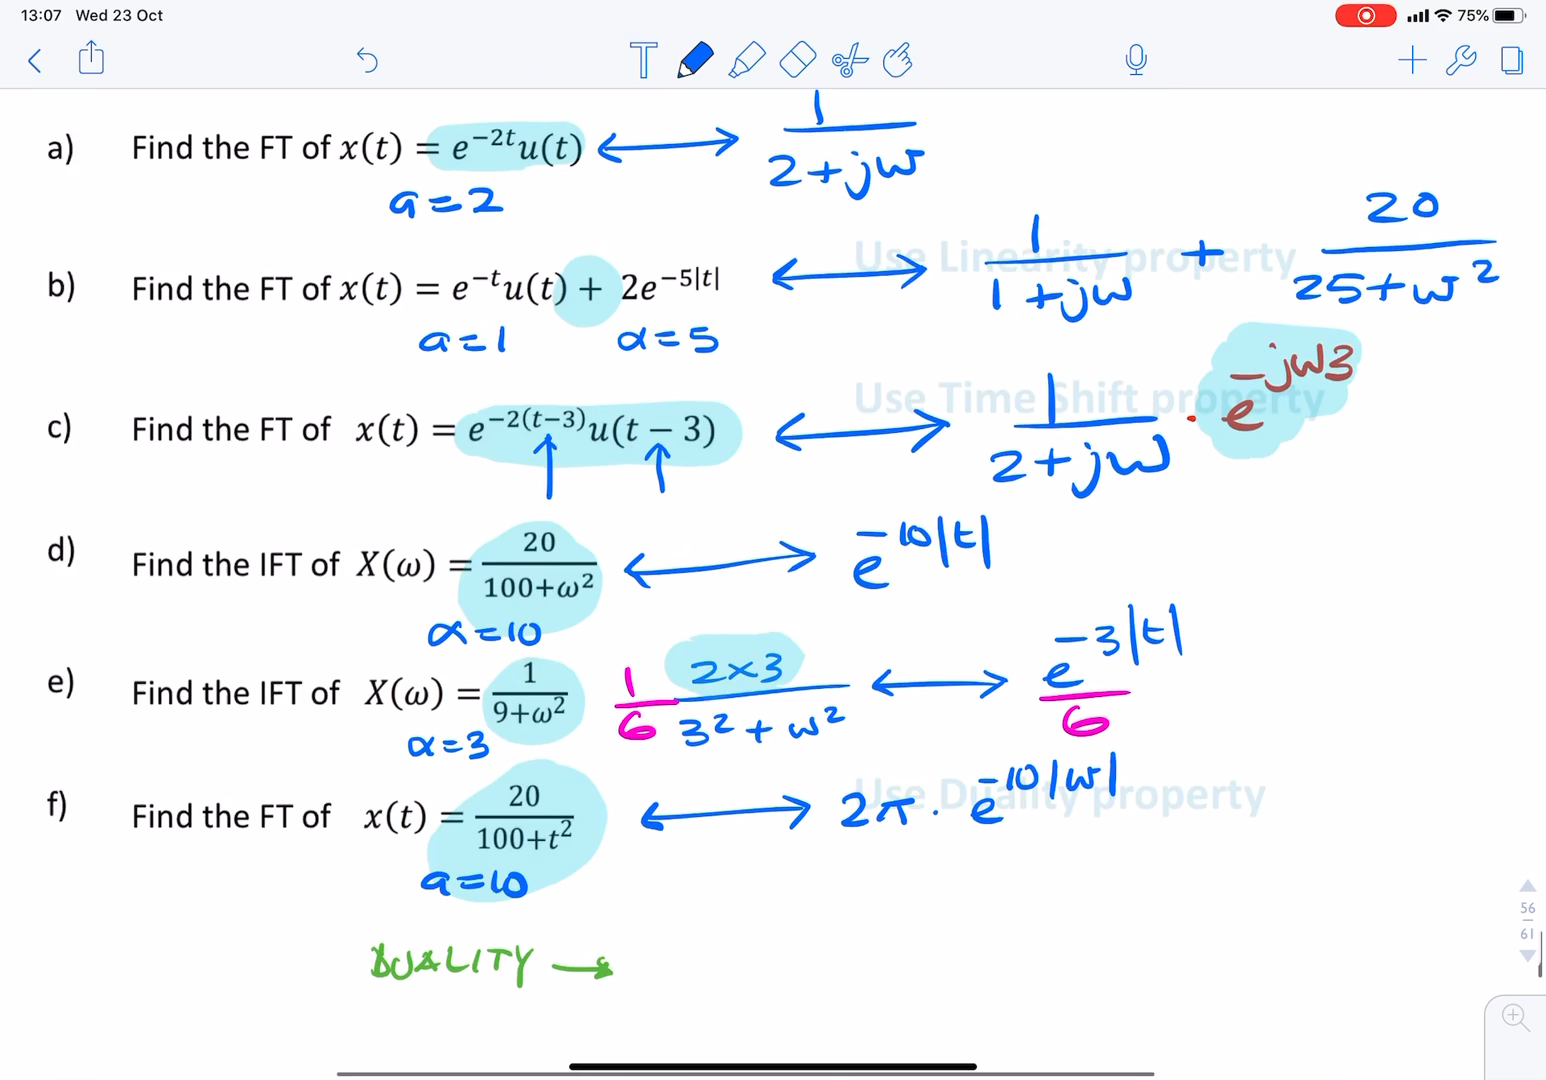 13:07 Wed 23 Oct 75%
a) Find the FT of x(t) = e^{-2t}u(t) ⟷ 1/(2+jω)
a=2
Use Linearity property
b) Find the FT of x(t) = e^{-t}u(t) + 2e^{-5|t|} ⟷ 1/(1+jω) + 20/(25+ω²)
a=1 α=5
Use Time Shift property
c) Find the FT of x(t) = e^{-2(t-3)}u(t − 3) ⟷ 1/(2+jω) · e^{-jω3}
d) Find the IFT of X(ω) = 20/(100+ω²) ⟷ e^{-10|t|}
α=10
e) Find the IFT of X(ω) = 1/(9+ω²) 1/6 2×3/(3²+ω²) ⟷ e^{-3|t|}/6
α=3
Use Duality property
f) Find the FT of x(t) = 20/(100+t²) ⟷ 2π · e^{-10|ω|}
a=10
DUALITY →
56
61